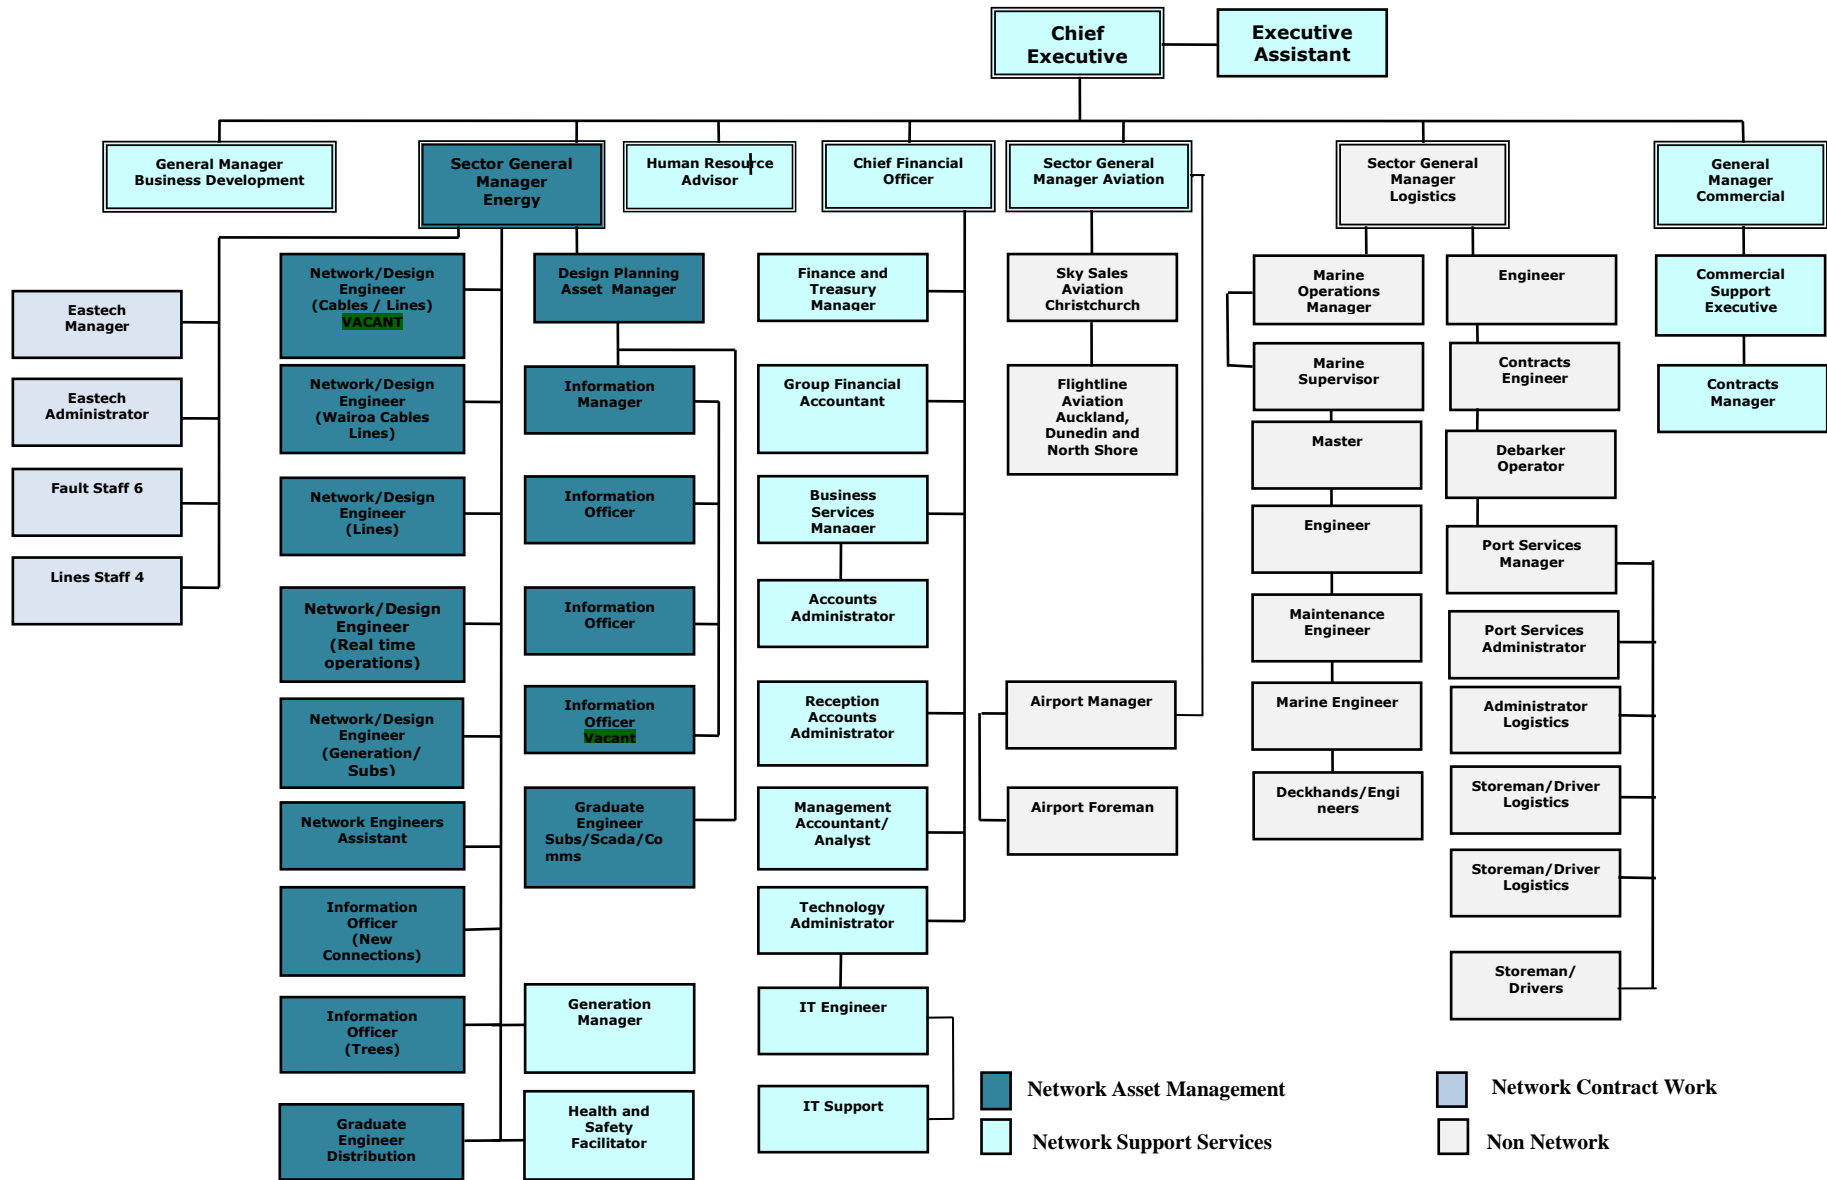 Chief
Executive
Executive
Assistant
General Manager
Business Development
Sector General
Manager
Energy
Human Resource
Advisor
Chief Financial
Officer
Sector General
Manager Aviation
Sector General
Manager
Logistics
General
Manager
Commercial
Eastech
Manager
Eastech
Administrator
Fault Staff 6
Lines Staff 4
Network/Design
Engineer
(Cables / Lines)
VACANT
Network/Design
Engineer
(Wairoa Cables
Lines)
Network/Design
Engineer
(Lines)
Network/Design
Engineer
(Real time
operations)
Network/Design
Engineer
(Generation/
Subs)
Network Engineers
Assistant
Information
Officer
(New
Connections)
Information
Officer
(Trees)
Graduate
Engineer
Distribution
Design Planning
Asset Manager
Information
Manager
Information
Officer
Information
Officer
Information
Officer
Vacant
Graduate
Engineer
Subs/Scada/Co
mms
Generation
Manager
Health and
Safety
Facilitator
Finance and
Treasury
Manager
Group Financial
Accountant
Business
Services
Manager
Accounts
Administrator
Reception
Accounts
Administrator
Management
Accountant/
Analyst
Technology
Administrator
IT Engineer
IT Support
Sky Sales
Aviation
Christchurch
Flightline
Aviation
Auckland,
Dunedin and
North Shore
Airport Manager
Airport Foreman
Marine
Operations
Manager
Marine
Supervisor
Master
Engineer
Maintenance
Engineer
Marine Engineer
Deckhands/Engi
neers
Engineer
Contracts
Engineer
Debarker
Operator
Port Services
Manager
Port Services
Administrator
Administrator
Logistics
Storeman/Driver
Logistics
Storeman/Driver
Logistics
Storeman/
Drivers
Commercial
Support
Executive
Contracts
Manager
Network Asset Management
Network Support Services
Network Contract Work
Non Network